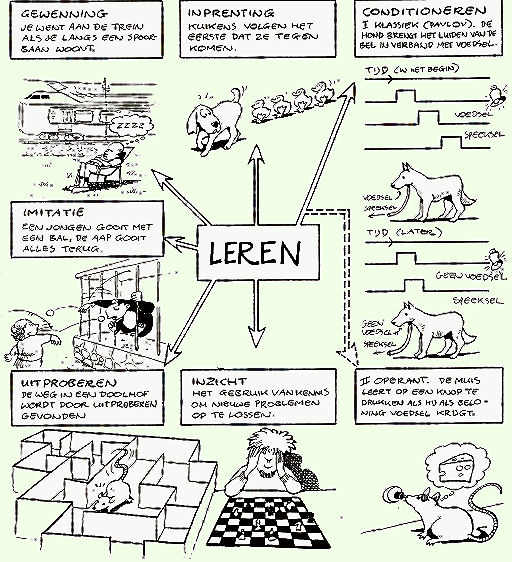 GEWENNING
JE WENT AAN DE TREIN
ALS JE LANGS EEN SPOOR-
BAAN WOONT.
INPRENTING
KUIKENS VOLGEN HET
EERSTE DAT ZE TEGEN
KOMEN.
CONDITIONEREN
I KLASSIEK (PAVLOV). DE
HOND BRENGT HET LUIDEN VAN DE
BEL IN VERBAND MET VOEDSEL.
TIJD (IN HET BEGIN)
VOEDSEL
SPEEKSEL
ZZZZ
VOEDSEL
SPEEKSEL
IMITATIE
EEN JONGEN GOOIT MET
EEN BAL, DE AAP GOOIT
ALLES TERUG.
LEREN
TIJD (LATER)
GEEN VOEDSEL
SPEEKSEL
GEEN
VOEDSEL
SPEEKSEL
UITPROBEREN
DE WEG IN EEN DOOLHOF
WORDT DOOR UITPROBEREN
GEVONDEN
INZICHT
HET GEBRUIK VAN KENNIS
OM NIEUWE PROBLEMEN
OP TE LOSSEN.
II OPERANT. DE MUIS
LEERT OP EEN KNOP TE
DRUKKEN ALS HIJ ALS BELO-
NING VOEDSEL KRIJGT.